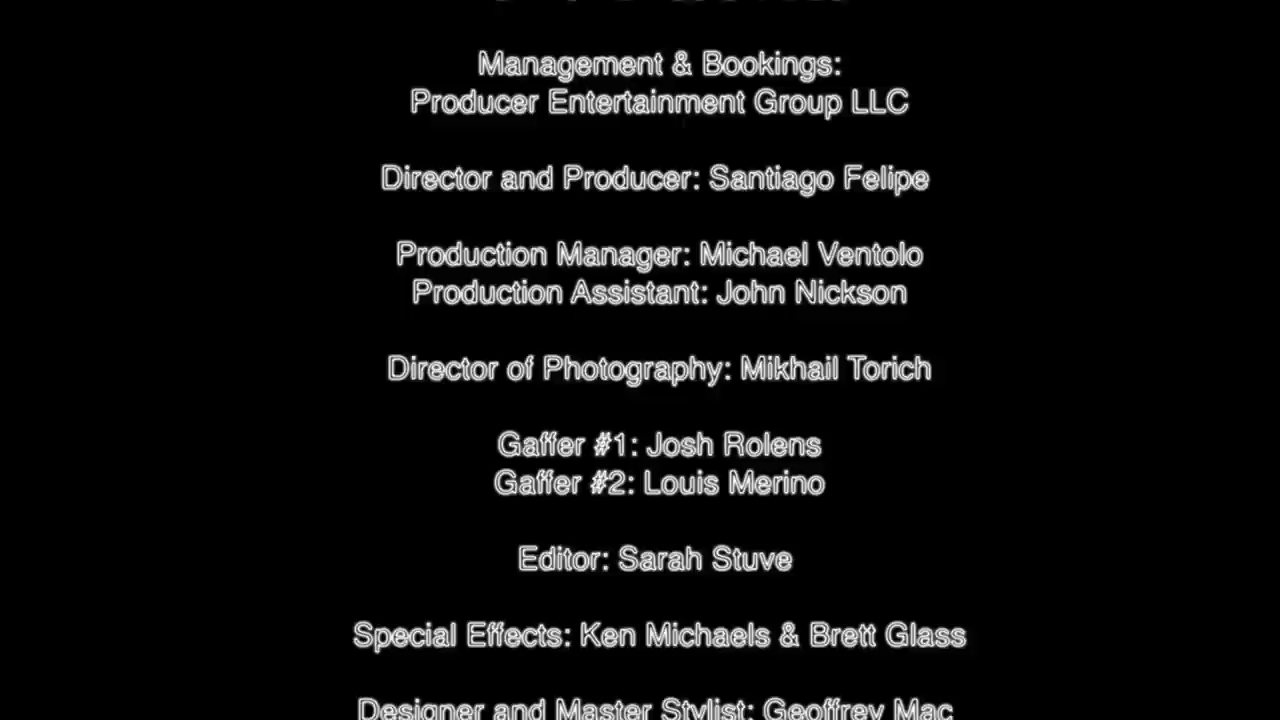 Management & Bookings:
Producer Entertainment Group LLC
Director and Producer: Santiago Felipe
Production Manager: Michael Ventolo
Production Assistant: John Nickson
Director of Photography: Mikhail Torich
Gaffer #1: Josh Rolens
Gaffer #2: Louis Merino
Editor: Sarah Stuve
Special Effects: Ken Michaels & Brett Glass
Designer and Master Stylist: Geoffrey Mac